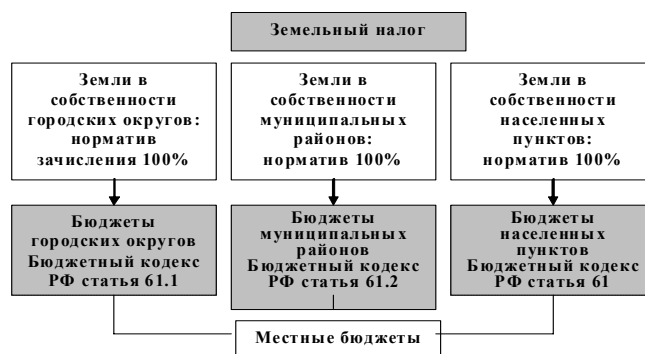 Земельный налог
Земли в
собственности
городских округов:
норматив
зачисления 100%
Земли в
собственности
муниципальных
районов:
норматив 100%
Земли в
собственности
населенных
пунктов:
норматив 100%
Бюджеты
городских округов
Бюджетный кодекс
РФ статья 61.1
Бюджеты
муниципальных
районов
Бюджетный кодекс
РФ статья 61.2
Бюджеты
населенных
пунктов
Бюджетный кодекс
РФ статья 61
Местные бюджеты